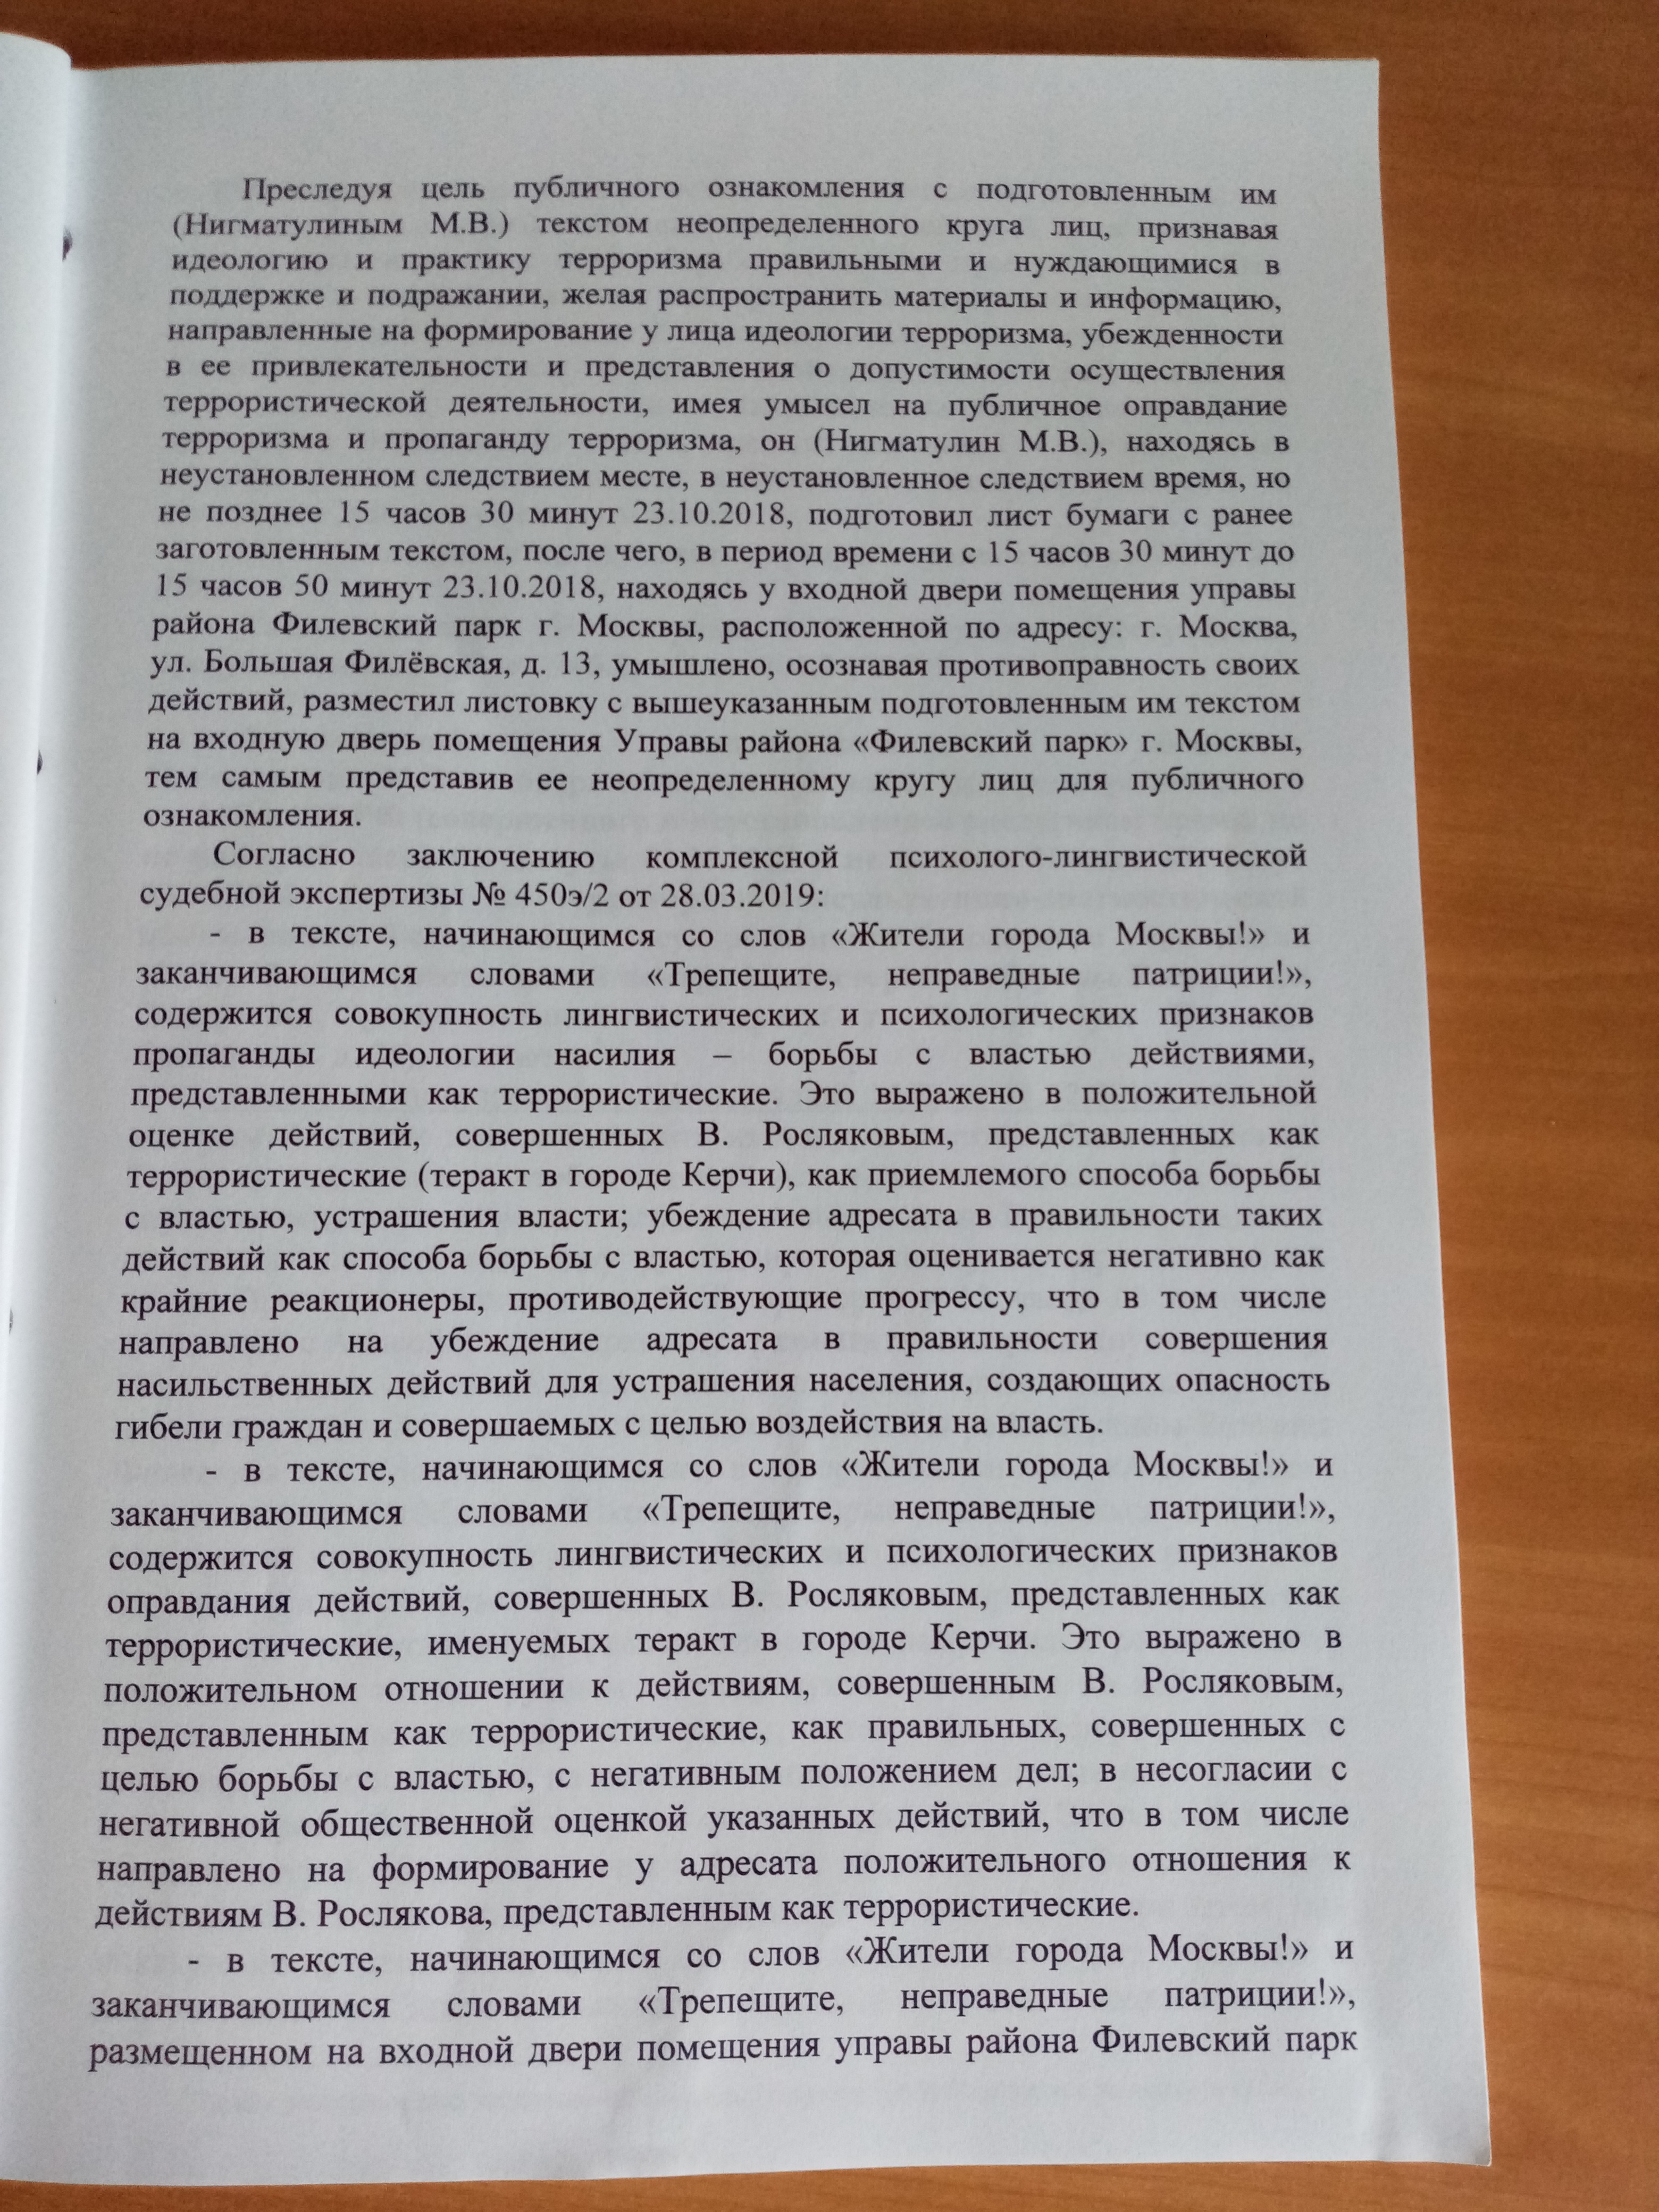 Преследуя цель публичного ознакомления с подготовленным им
(Нигматулиным М.В.) текстом неопределенного круга лиц, признавая
идеологию и практику терроризма правильными и нуждающимися в
поддержке и подражании, желая распространить материалы и информацию,
направленные на формирование у лица идеологии терроризма, убежденности
в ее привлекательности и представления о допустимости осуществления
террористической деятельности, имея умысел на публичное оправдание
терроризма и пропаганду терроризма, он (Нигматулин М.В.), находясь в
неустановленном следствием месте, в неустановленное следствием время, но
не позднее 15 часов 30 минут 23.10.2018, подготовил лист бумаги с ранее
заготовленным текстом, после чего, в период времени с 15 часов 30 минут до
15 часов 50 минут 23.10.2018, находясь у входной двери помещения управы
района Филевский парк г. Москвы, расположенной по адресу: г. Москва,
ул. Большая Филёвская, д. 13, умышлено, осознавая противоправность своих
действий, разместил листовку с вышеуказанным подготовленным им текстом
на входную дверь помещения Управы района «Филевский парк» г. Москвы,
тем самым представив ее неопределенному кругу лиц для публичного
ознакомления.
Согласно заключению комплексной психолого-лингвистической
судебной экспертизы № 450э/2 от 28.03.2019:
- в тексте, начинающимся со слов «Жители города Москвы!» и
заканчивающимся словами «Трепещите, неправедные патриции!»,
содержится совокупность лингвистических и психологических признаков
пропаганды идеологии насилия – борьбы с властью действиями,
представленными как террористические. Это выражено в положительной
оценке действий, совершенных В. Росляковым, представленных как
террористические (теракт в городе Керчи), как приемлемого способа борьбы
с властью, устрашения власти; убеждение адресата в правильности таких
действий как способа борьбы с властью, которая оценивается негативно как
крайние реакционеры, противодействующие прогрессу, что в том числе
направлено на убеждение адресата в правильности совершения
насильственных действий для устрашения населения, создающих опасность
гибели граждан и совершаемых с целью воздействия на власть.
- в тексте, начинающимся со слов «Жители города Москвы!» и
заканчивающимся словами «Трепещите, неправедные патриции!»,
содержится совокупность лингвистических и психологических признаков
оправдания действий, совершенных В. Росляковым, представленных как
террористические, именуемых теракт в городе Керчи. Это выражено в
положительном отношении к действиям, совершенным В. Росляковым,
представленным как террористические, как правильных, совершенных с
целью борьбы с властью, с негативным положением дел; в несогласии с
негативной общественной оценкой указанных действий, что в том числе
направлено на формирование у адресата положительного отношения к
действиям В. Рослякова, представленным как террористические.
- в тексте, начинающимся со слов «Жители города Москвы!» и
заканчивающимся словами «Трепещите, неправедные патриции!»,
размещенном на входной двери помещения управы района Филевский парк